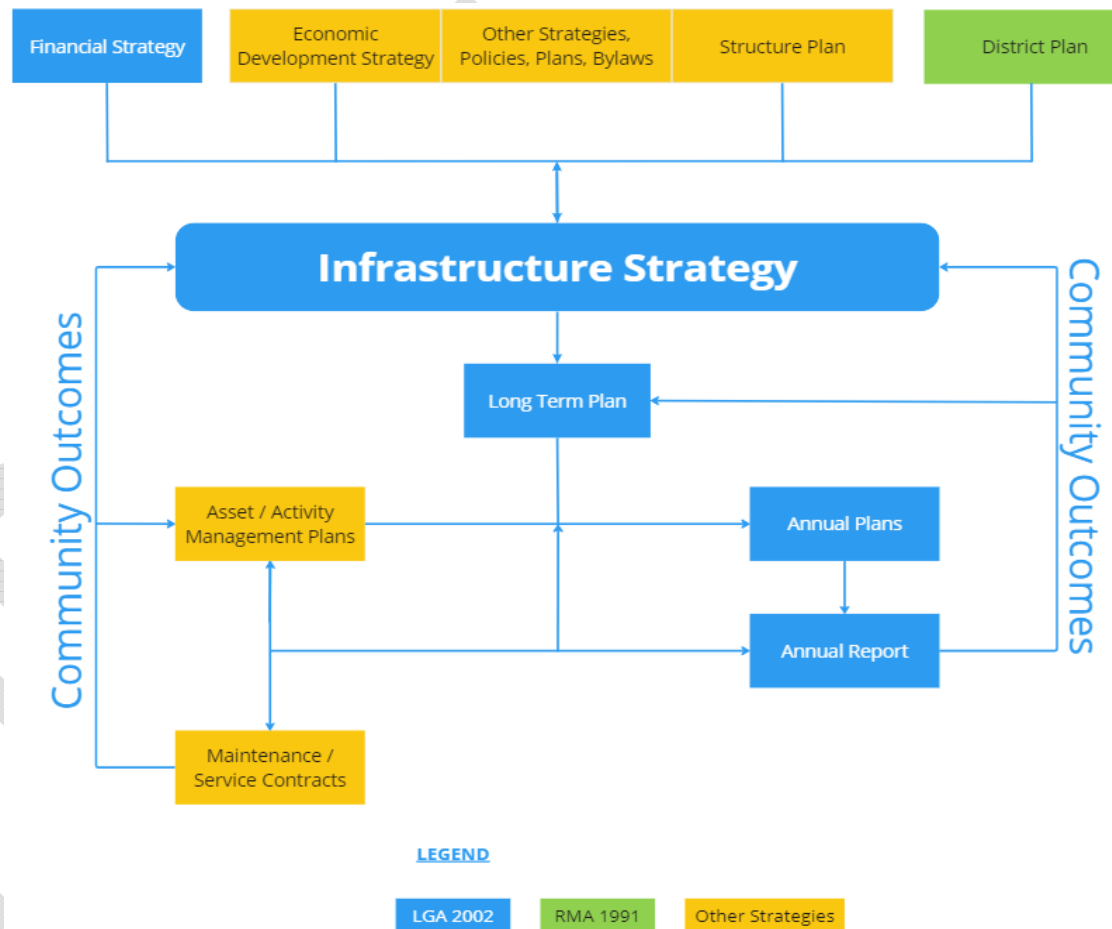 Financial Strategy
Economic
Development Strategy
Other Strategies,
Policies, Plans, Bylaws
Structure Plan
District Plan
Infrastructure Strategy
Community Outcomes
Community Outcomes
Long Term Plan
Asset / Activity
Management Plans
Annual Plans
Annual Report
Maintenance /
Service Contracts
LEGEND
LGA 2002
RMA 1991
Other Strategies